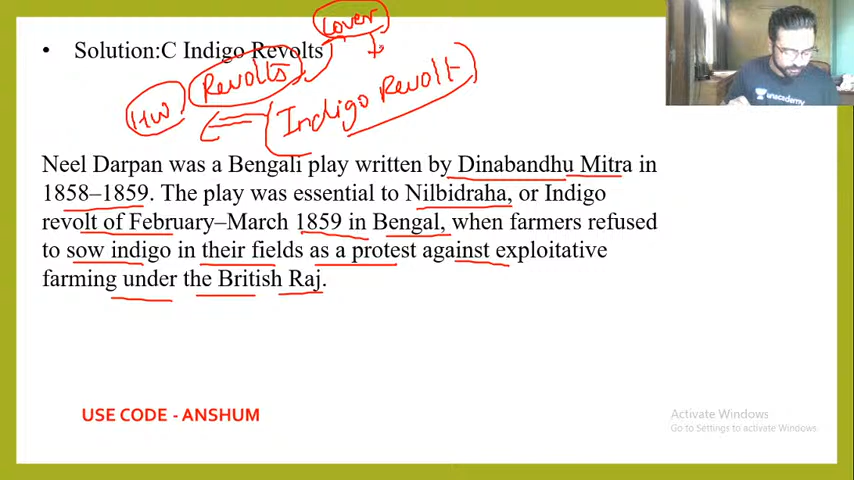 cover
• Solution:C Indigo Revolts
Revolts
HW
Indigo Revolt
Neel Darpan was a Bengali play written by Dinabandhu Mitra in
1858–1859. The play was essential to Nilbidraha, or Indigo
revolt of February–March 1859 in Bengal, when farmers refused
to sow indigo in their fields as a protest against exploitative
farming under the British Raj.
USE CODE - ANSHUM
Activate Windows
Go to Settings to activate Windows.
unacademy